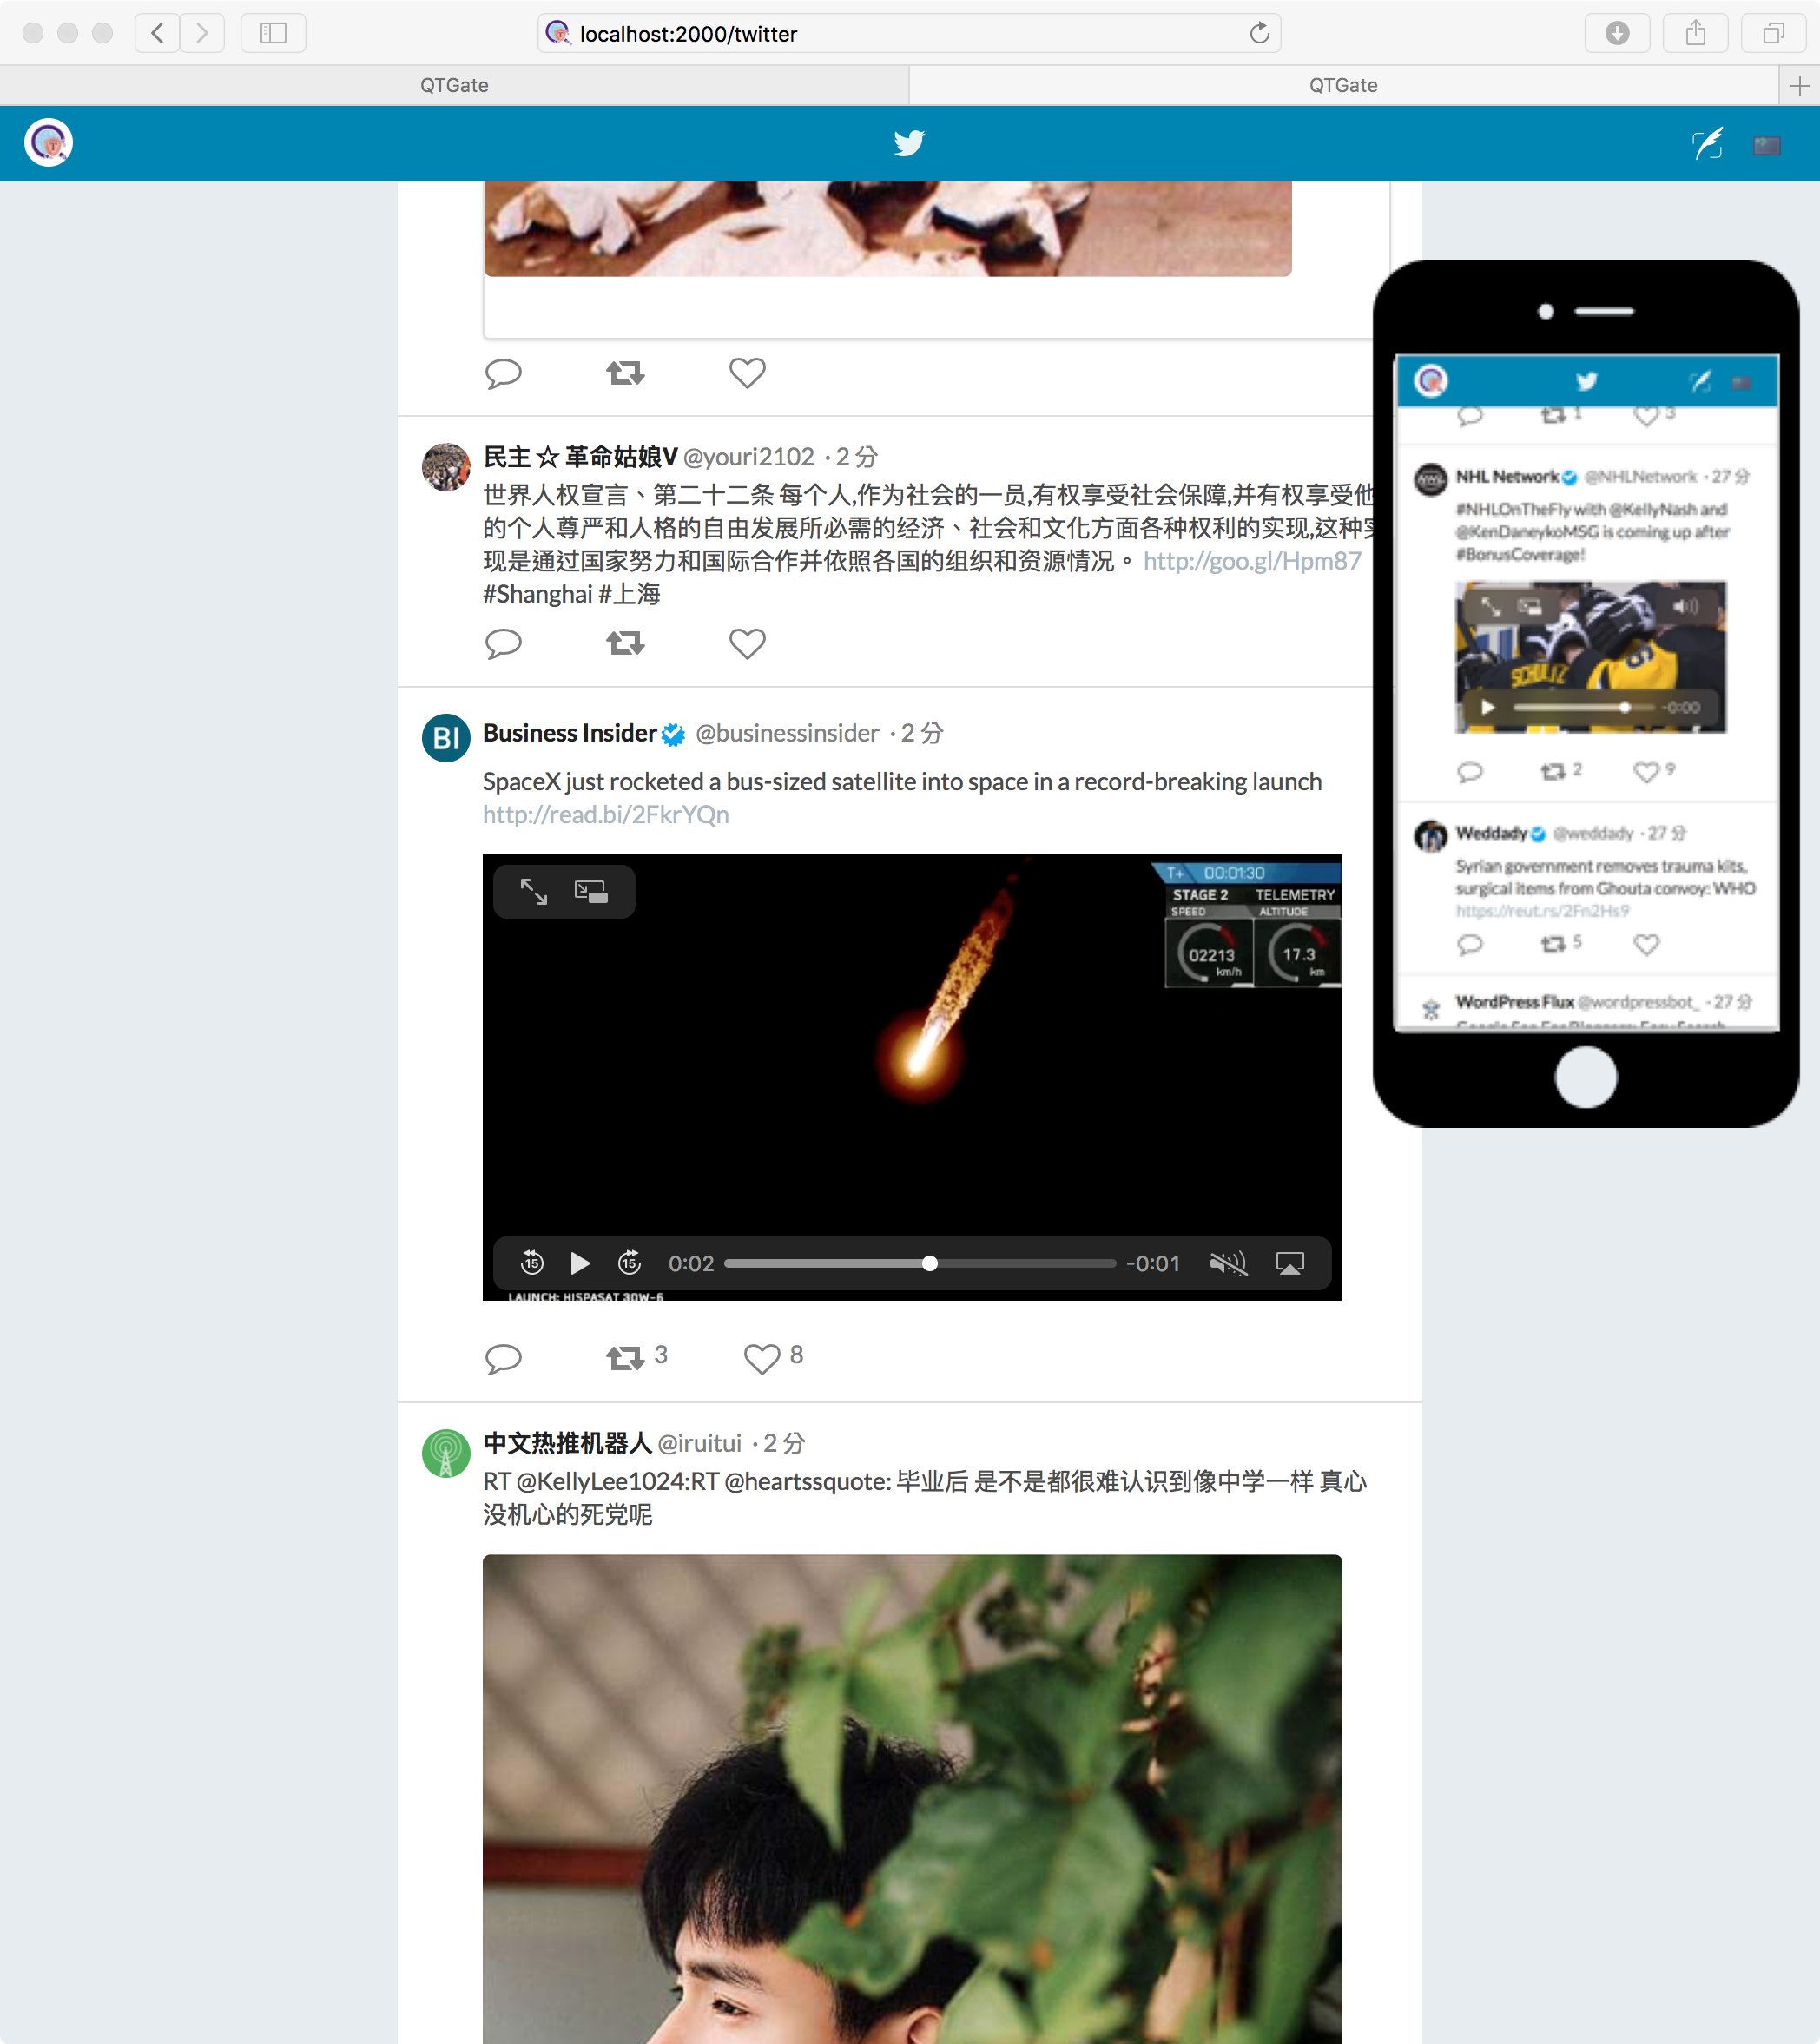 localhost:2000/twitter
QTGate
QTGate
民主 ☆ 革命姑娘V @youri2102 · 2 分
世界人权宣言、第二十二条 每个人,作为社会的一员,有权享受社会保障,并有权享受他
的个人尊严和人格的自由发展所必需的经济、社会和文化方面各种权利的实现,这种实
现是通过国家努力和国际合作并依照各国的组织和资源情况。 http://goo.gl/Hpm87
#Shanghai #上海
BI
Business Insider @businessinsider · 2 分
SpaceX just rocketed a bus-sized satellite into space in a record-breaking launch
http://read.bi/2FkrYQn
T+ 00:01:30
STAGE 2 TELEMETRY
SPEED ALTITUDE
02213 17.3
km/h km
15 15 0:02 -0:01
LAUNCH: HISPASAT 30W-6
3 8
中文热推机器人 @iruitui · 2 分
RT @KellyLee1024:RT @heartssquote: 毕业后 是不是都很难认识到像中学一样 真心
没机心的死党呢
1 3
NHL Network @NHLNetwork · 27 分
#NHLOnTheFly with @KellyNash and
@KenDaneykoMSG is coming up after
#BonusCoverage!
SCHULTZ
-0:00
2 9
Weddady @weddady · 27 分
Syrian government removes trauma kits,
surgical items from Ghouta convoy: WHO
https://reut.rs/2Fn2Hs9
5
WordPress Flux @wordpressbot_ · 27 分